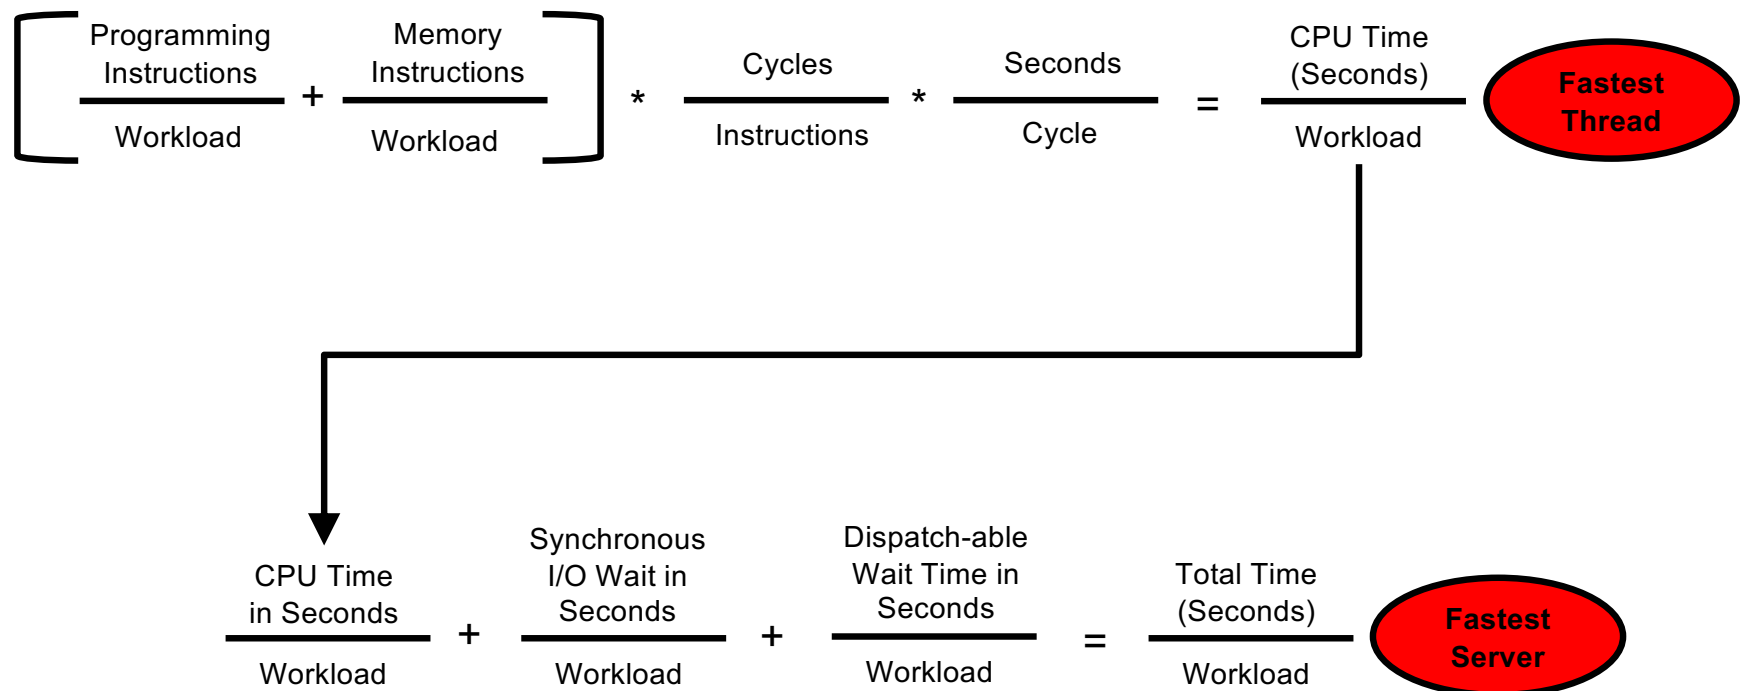 Programming
Instructions
Workload
+
Memory
Instructions
Workload
*
Cycles
Instructions
*
Seconds
Cycle
=
CPU Time
(Seconds)
Workload
Fastest
Thread
CPU Time
in Seconds
Workload
+
Synchronous
I/O Wait in
Seconds
Workload
+
Dispatch-able
Wait Time in
Seconds
Workload
=
Total Time
(Seconds)
Workload
Fastest
Server